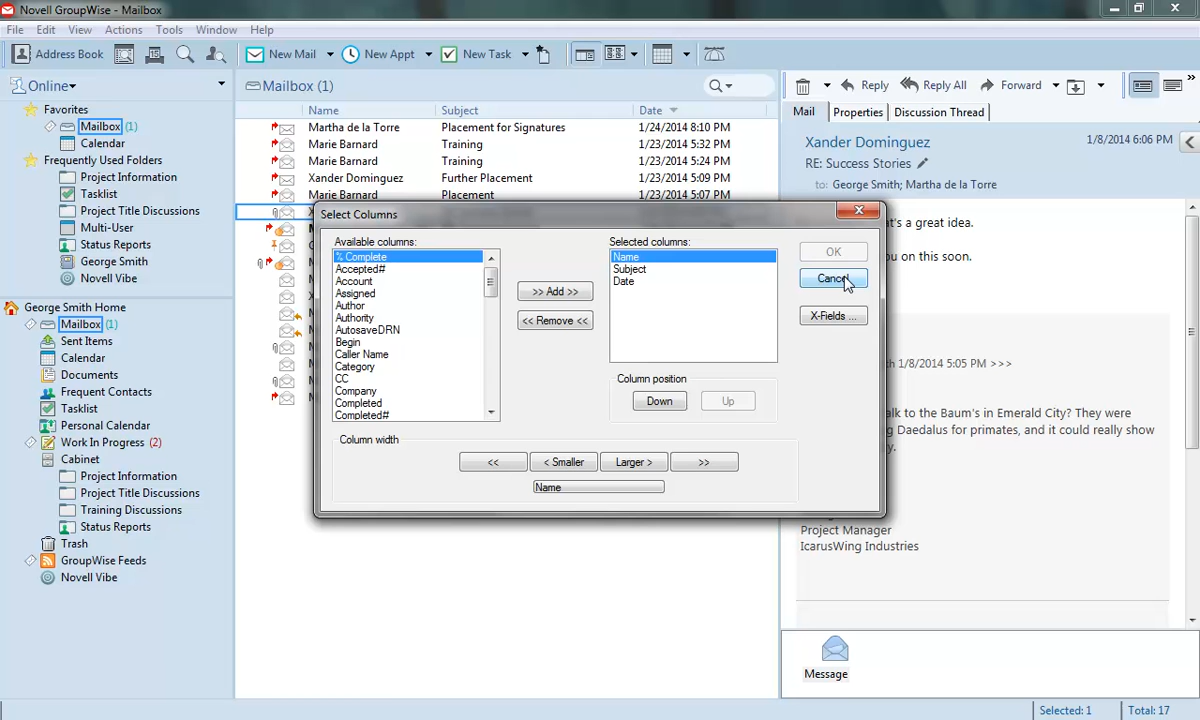 Novell GroupWise - Mailbox
File Edit View Actions Tools Window Help
Address Book New Mail New Appt New Task
Online
Favorites
Mailbox (1)
Calendar
Frequently Used Folders
Project Information
Tasklist
Project Title Discussions
Multi-User
Status Reports
George Smith
Novell Vibe
George Smith Home
Mailbox (1)
Sent Items
Calendar
Documents
Frequent Contacts
Tasklist
Personal Calendar
Work In Progress (2)
Cabinet
Project Information
Project Title Discussions
Training Discussions
Status Reports
Trash
GroupWise Feeds
Novell Vibe
Mailbox (1)
Name Subject Date
Martha de la Torre Placement for Signatures 1/24/2014 8:10 PM
Marie Barnard Training 1/23/2014 5:32 PM
Marie Barnard Training 1/23/2014 5:24 PM
Xander Dominguez Further Placement 1/23/2014 5:09 PM
Marie Barnard Placement 1/23/2014 5:07 PM
Select Columns
Available columns:
% Complete
Accepted#
Account
Assigned
Author
Authority
AutosaveDRN
Begin
Caller Name
Category
CC
Company
Completed
Completed#
>> Add >>
<< Remove <<
Selected columns:
Name
Subject
Date
OK
Cancel
X-Fields ...
Column position
Down Up
Column width
<< < Smaller Larger > >>
Name
Reply Reply All Forward
Mail Properties Discussion Thread
Xander Dominguez 1/8/2014 6:06 PM
RE: Success Stories
to: George Smith; Martha de la Torre
's a great idea.
u on this soon.
1/8/2014 5:05 PM >>>
alk to the Baum's in Emerald City? They were
g Daedalus for primates, and it could really show
y.
Project Manager
IcarusWing Industries
Message
Selected: 1 Total: 17